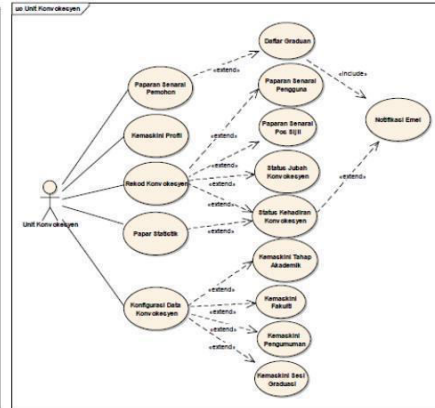 uc Unit Konvokesyen
Daftar Graduan
«extend»
«include»
Paparan Senarai
Pemohon
Paparan Senarai
Pengguna
Notifikasi Emel
«extend»
Kemaskini Profil
Paparan Senarai
Pos Sijil
«extend»
Status Jubah
Konvokesyen
«extend»
«extend»
Rekod Konvokesyen
«extend»
Status Kehadiran
Konvokesyen
Unit Konvokesyen
Papar Statistik
«extend»
Kemaskini Tahap
Akademik
«extend»
Konfigurasi Data
Konvokesyen
Kemaskini
Fakulti
«extend»
«extend»
Kemaskini
Pengumuman
«extend»
Kemaskini Sesi
Graduasi